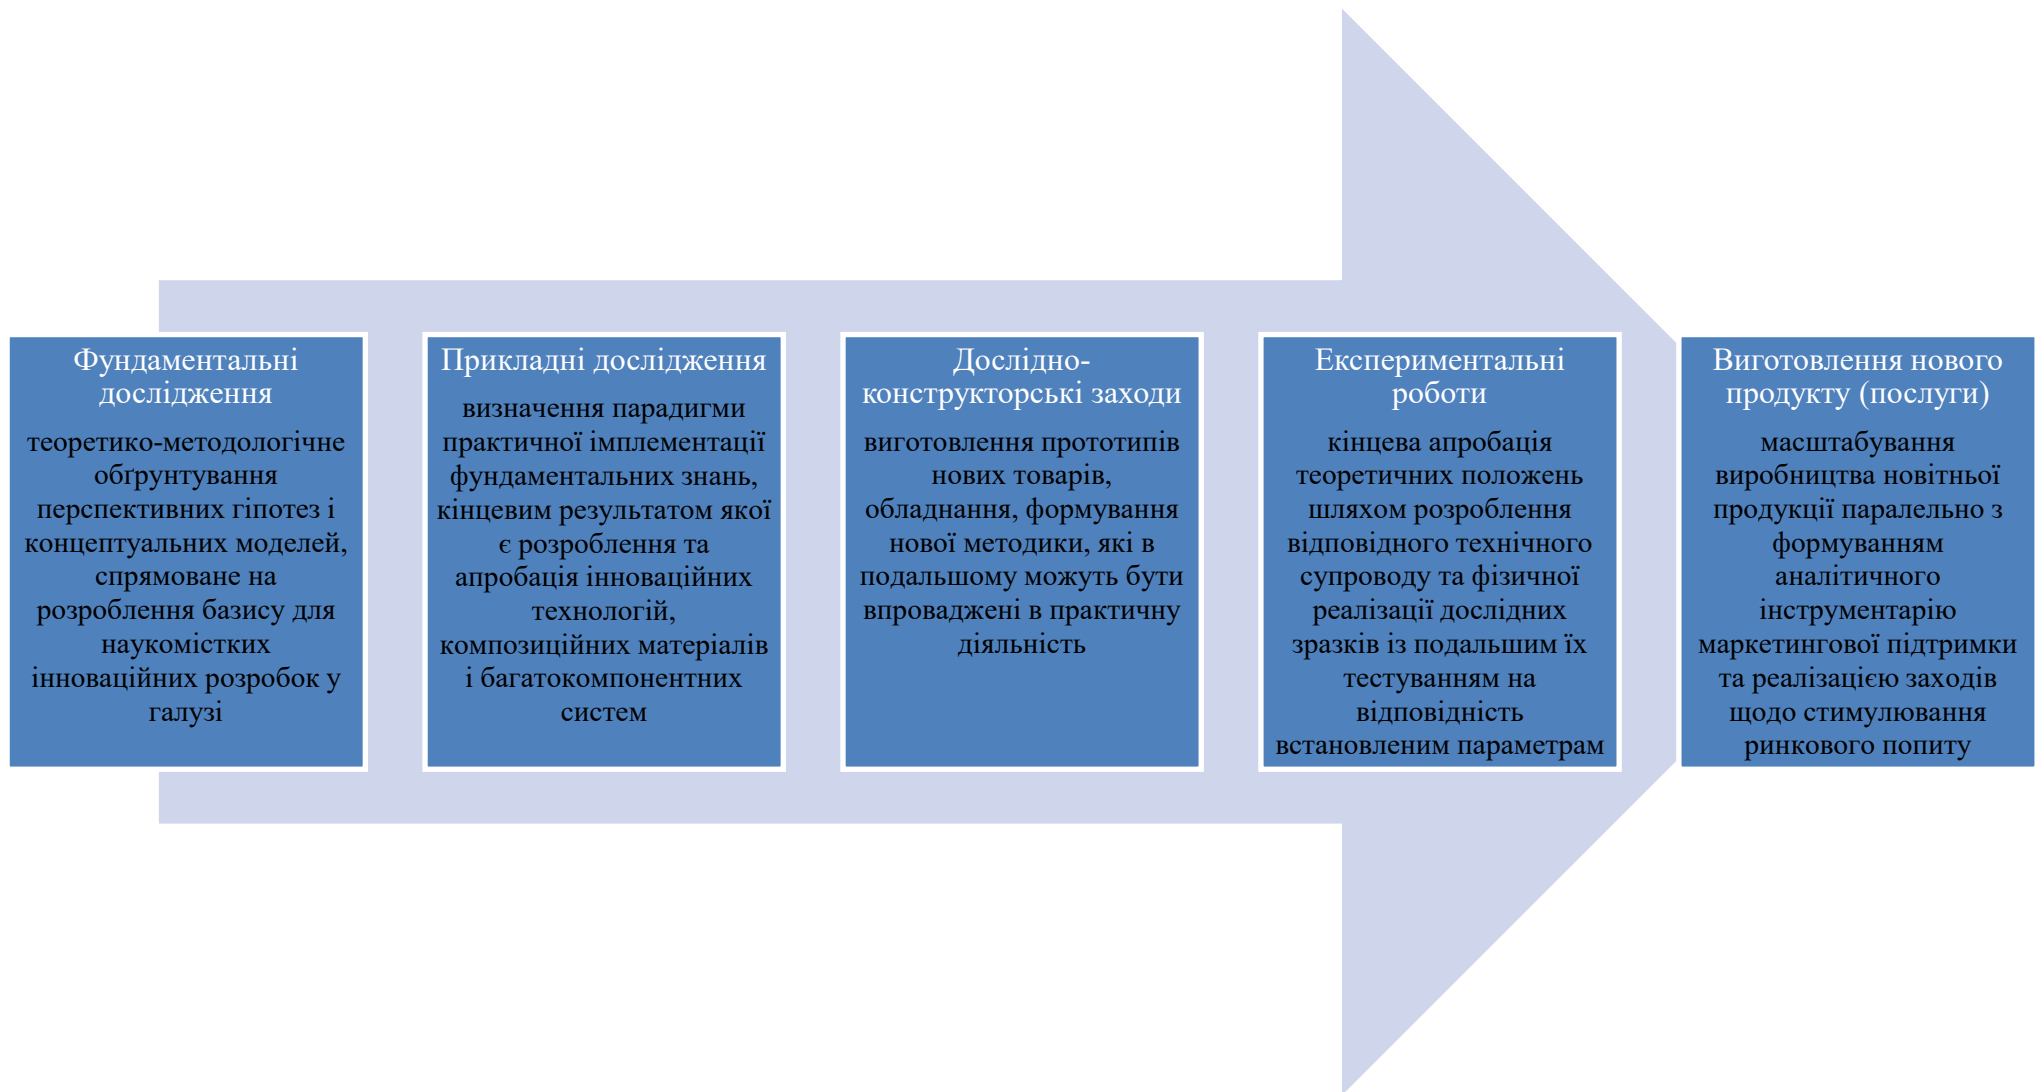 Фундаментальні
дослідження
теоретико-методологічне
обґрунтування
перспективних гіпотез і
концептуальних моделей,
спрямоване на
розроблення базису для
наукомістких
інноваційних розробок у
галузі
Прикладні дослідження
визначення парадигми
практичної імплементації
фундаментальних знань,
кінцевим результатом якої
є розроблення та
апробація інноваційних
технологій,
композиційних матеріалів
і багатокомпонентних
систем
Дослідно-
конструкторські заходи
виготовлення прототипів
нових товарів,
обладнання, формування
нової методики, які в
подальшому можуть бути
впроваджені в практичну
діяльність
Експериментальні
роботи
кінцева апробація
теоретичних положень
шляхом розроблення
відповідного технічного
супроводу та фізичної
реалізації дослідних
зразків із подальшим їх
тестуванням на
відповідність
встановленим параметрам
Виготовлення нового
продукту (послуги)
масштабування
виробництва новітньої
продукції паралельно з
формуванням
аналітичного
інструментарію
маркетингової підтримки
та реалізацією заходів
щодо стимулювання
ринкового попиту